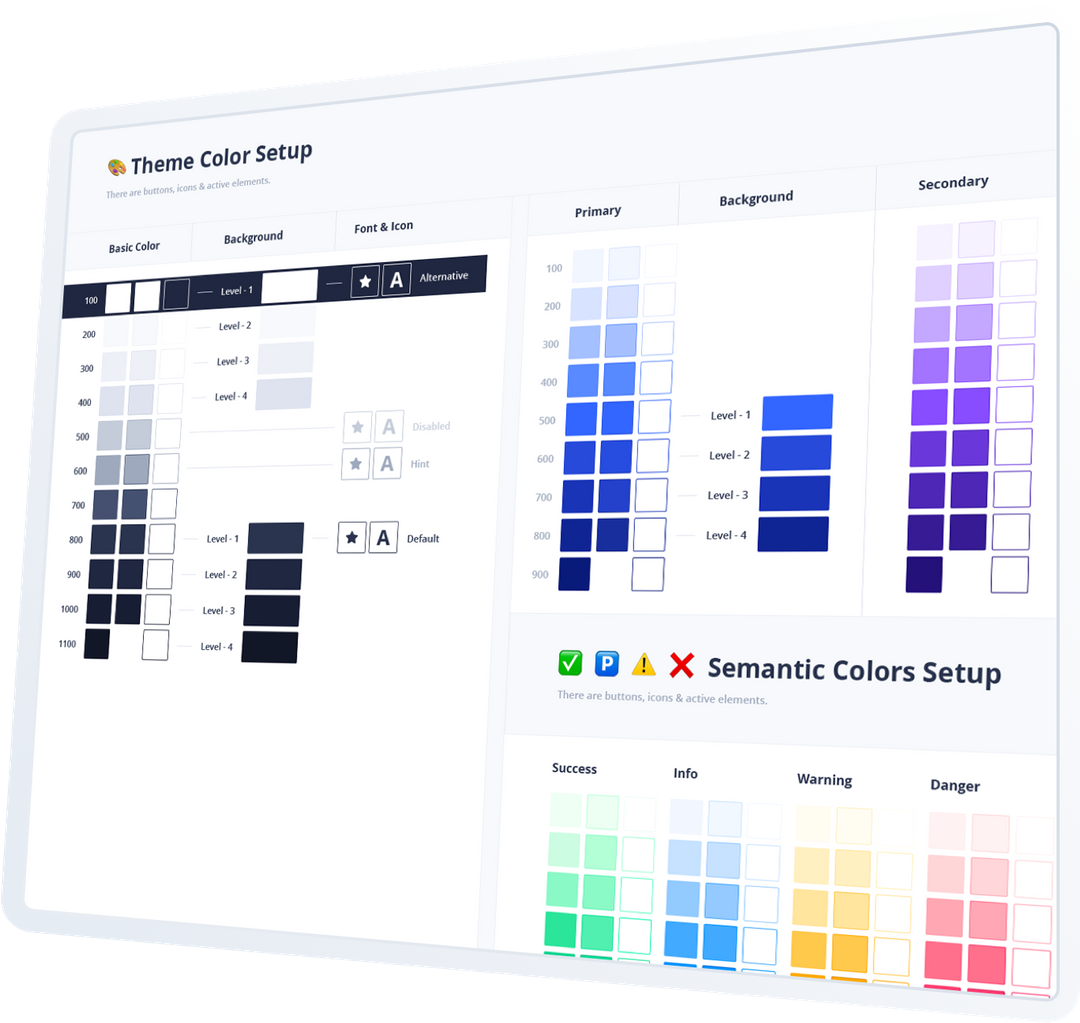 Theme Color Setup
There are buttons, icons & active elements.
Basic Color
Background
Font & Icon
100
Level - 1
A
Alternative
200
Level - 2
300
Level - 3
400
Level - 4
500
A
Disabled
600
A
Hint
700
800
Level - 1
A
Default
900
Level - 2
1000
Level - 3
1100
Level - 4
Primary
Background
Secondary
100
200
300
400
500
Level - 1
600
Level - 2
700
Level - 3
800
Level - 4
900
P
Semantic Colors Setup
There are buttons, icons & active elements.
Success
Info
Warning
Danger